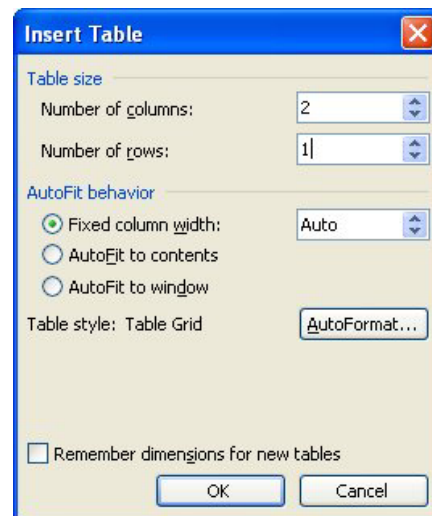 Insert Table
Table size
Number of columns: 2
Number of rows: 1
AutoFit behavior
Fixed column width: Auto
AutoFit to contents
AutoFit to window
Table style: Table Grid AutoFormat...
Remember dimensions for new tables
OK Cancel